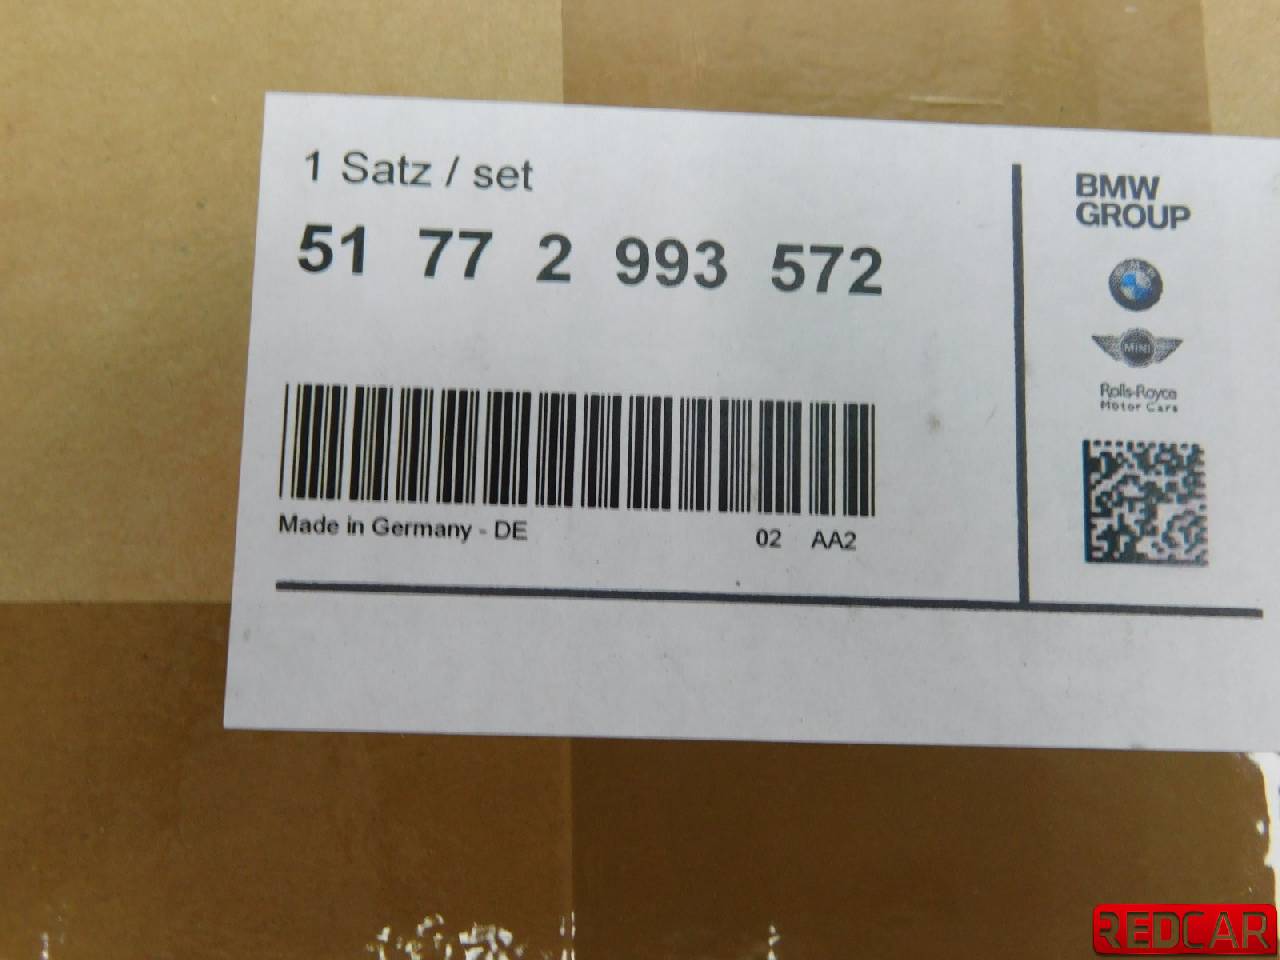 1 Satz / set
51 77 2 993 572
Made in Germany - DE
02 AA2
BMW
GROUP
MINI
Rolls-Royce
Motor Cars
REDCAR